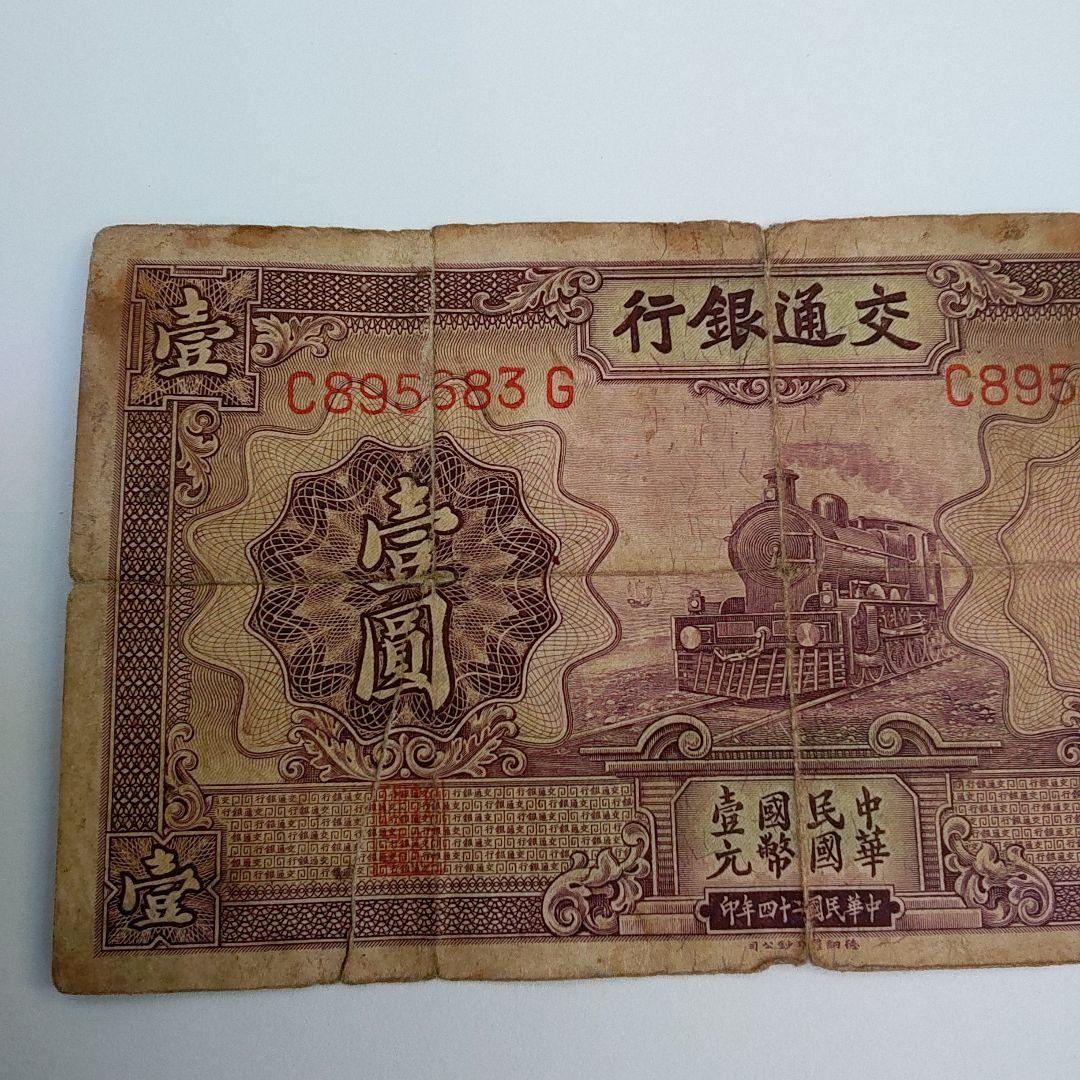 交通銀行
壹
C895683 G
C895
壹圓
中華民國國幣壹元
中華民國二十四年印
壹